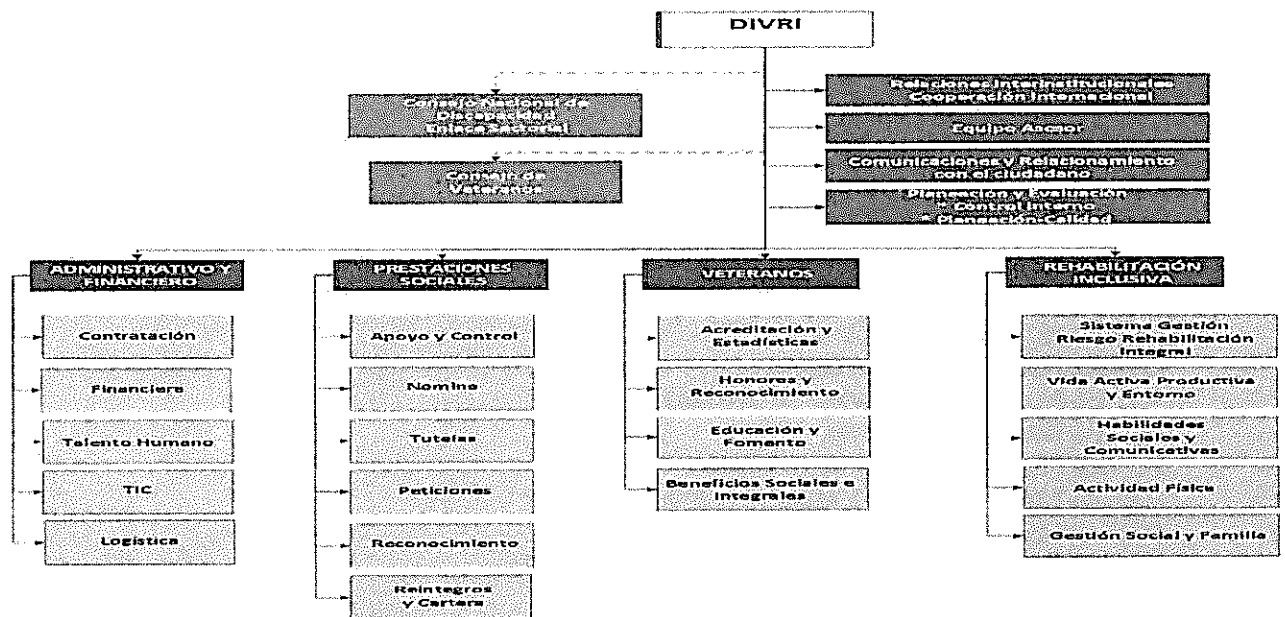 DIVRI
Relaciones Interinstitucionales
Cooperación Internacional
Consejo Nacional de
Discapacidad
Enlace Sectorial
Equipo Asesor
Comunicaciones y Relacionamiento
con el ciudadano
Consejo de
Veteranos
Planeación y Evaluación
* Control Interno
* Planeación-Calidad
ADMINISTRATIVO Y
FINANCIERO
Contratación
Financiera
Talento Humano
TIC
Logística
PRESTACIONES
SOCIALES
Apoyo y Control
Nomina
Tutelas
Peticiones
Reconocimiento
Reintegros
y Cartera
VETERANOS
Acreditación y
Estadísticas
Honores y
Reconocimiento
Educación y
Fomento
Beneficios Sociales e
Integrales
REHABILITACIÓN
INCLUSIVA
Sistema Gestión
Riesgo Rehabilitación
Integral
Vida Activa Productiva
y Entorno
Habilidades
Sociales y
Comunicativas
Actividad Física
Gestión Social y Familia